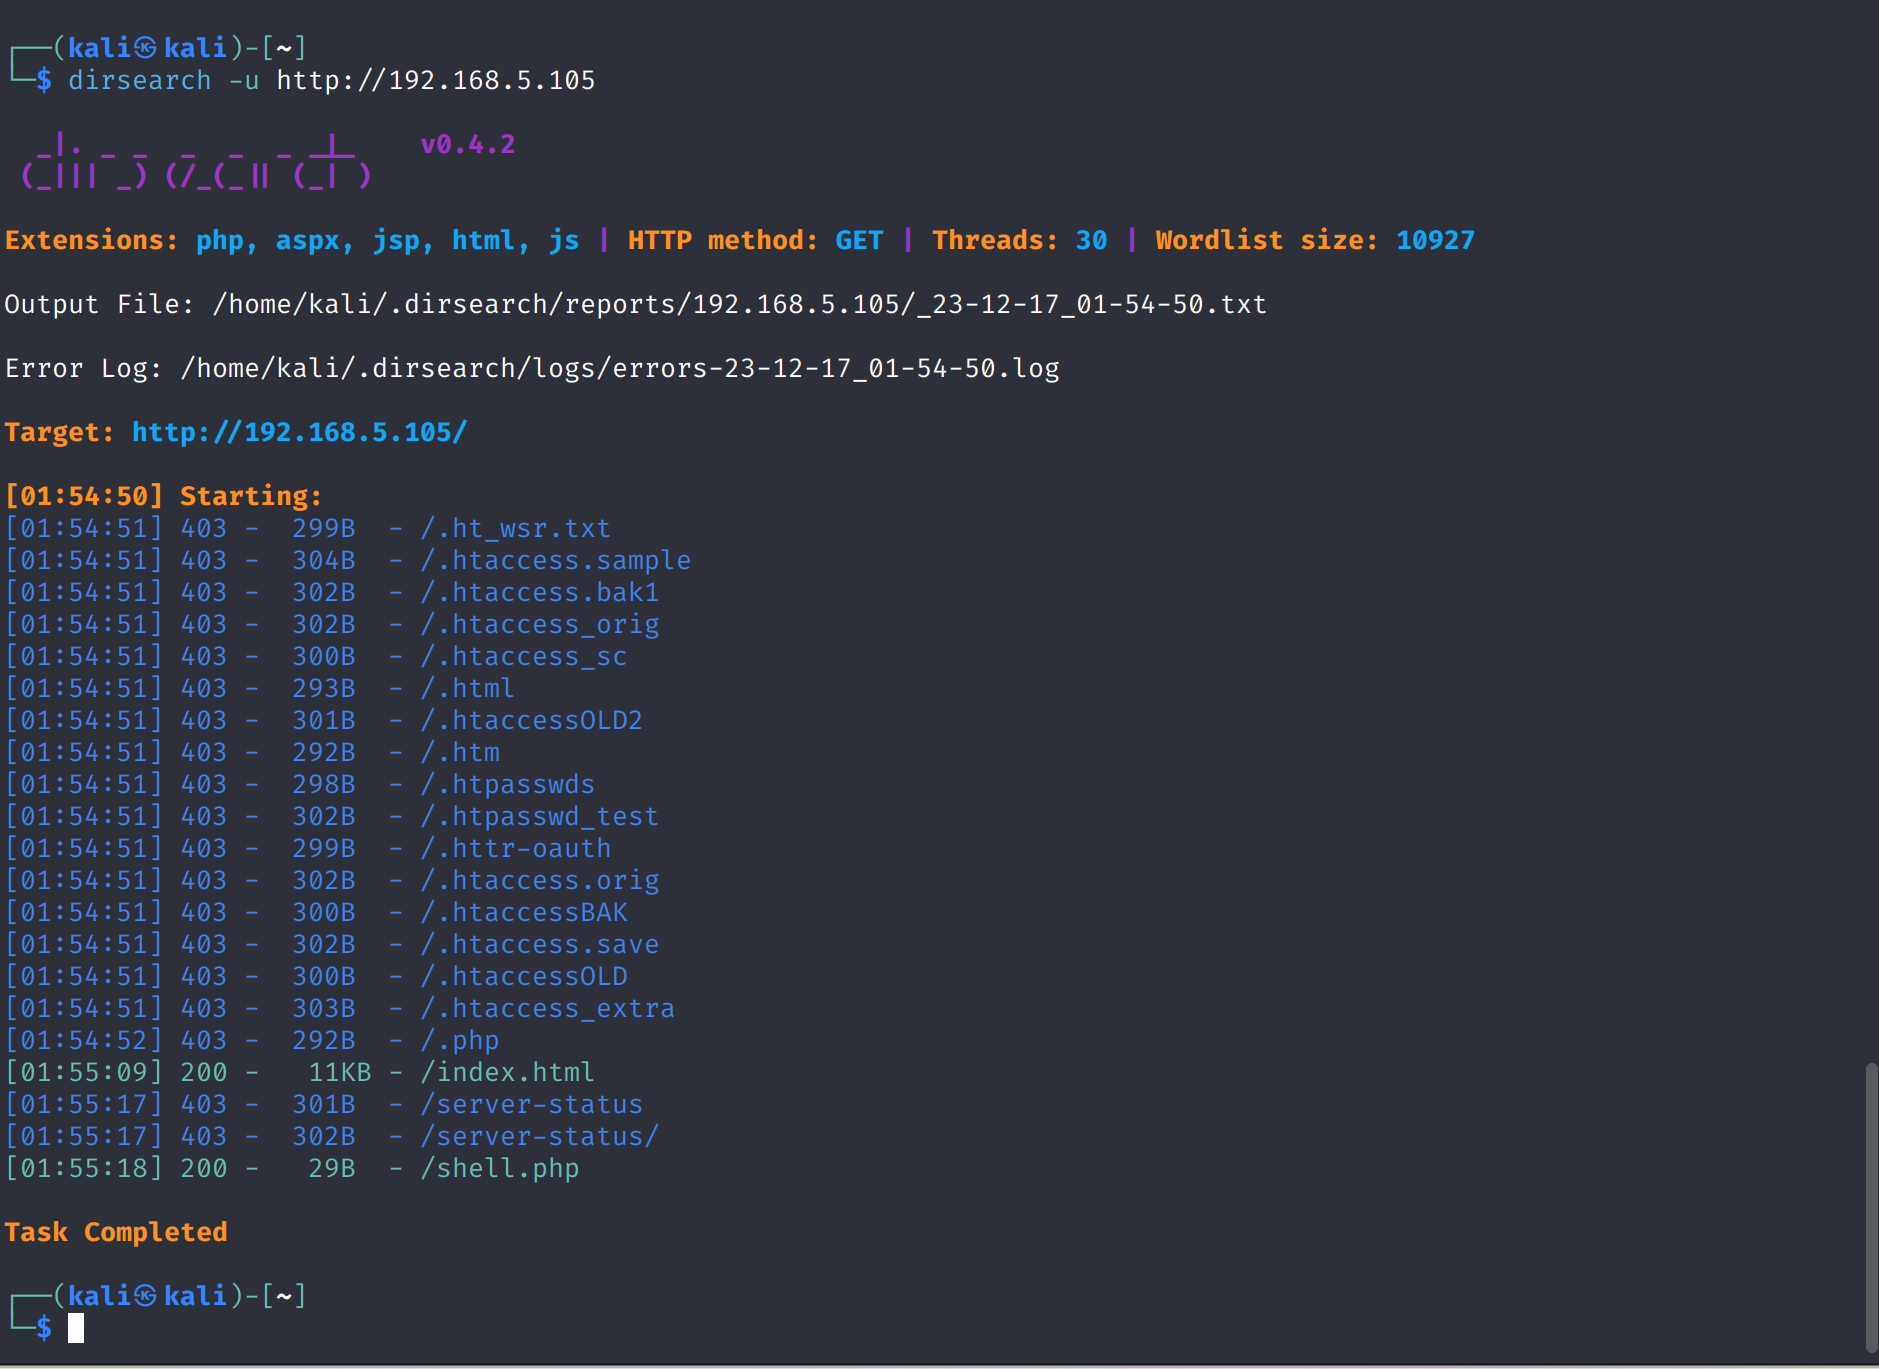 ┌──(kali㉿kali)-[~]
└─$ dirsearch -u http://192.168.5.105
  _|. _ _  _  _  _ _|_    v0.4.2
 (_||| _) (/_(_|| (_| )
Extensions: php, aspx, jsp, html, js | HTTP method: GET | Threads: 30 | Wordlist size: 10927
Output File: /home/kali/.dirsearch/reports/192.168.5.105/_23-12-17_01-54-50.txt
Error Log: /home/kali/.dirsearch/logs/errors-23-12-17_01-54-50.log
Target: http://192.168.5.105/
[01:54:50] Starting:
[01:54:51] 403 -  299B  - /.ht_wsr.txt
[01:54:51] 403 -  304B  - /.htaccess.sample
[01:54:51] 403 -  302B  - /.htaccess.bak1
[01:54:51] 403 -  302B  - /.htaccess_orig
[01:54:51] 403 -  300B  - /.htaccess_sc
[01:54:51] 403 -  293B  - /.html
[01:54:51] 403 -  301B  - /.htaccessOLD2
[01:54:51] 403 -  292B  - /.htm
[01:54:51] 403 -  298B  - /.htpasswds
[01:54:51] 403 -  302B  - /.htpasswd_test
[01:54:51] 403 -  299B  - /.httr-oauth
[01:54:51] 403 -  302B  - /.htaccess.orig
[01:54:51] 403 -  300B  - /.htaccessBAK
[01:54:51] 403 -  302B  - /.htaccess.save
[01:54:51] 403 -  300B  - /.htaccessOLD
[01:54:51] 403 -  303B  - /.htaccess_extra
[01:54:52] 403 -  292B  - /.php
[01:55:09] 200 -   11KB - /index.html
[01:55:17] 403 -  301B  - /server-status
[01:55:17] 403 -  302B  - /server-status/
[01:55:18] 200 -   29B  - /shell.php
Task Completed
┌──(kali㉿kali)-[~]
└─$